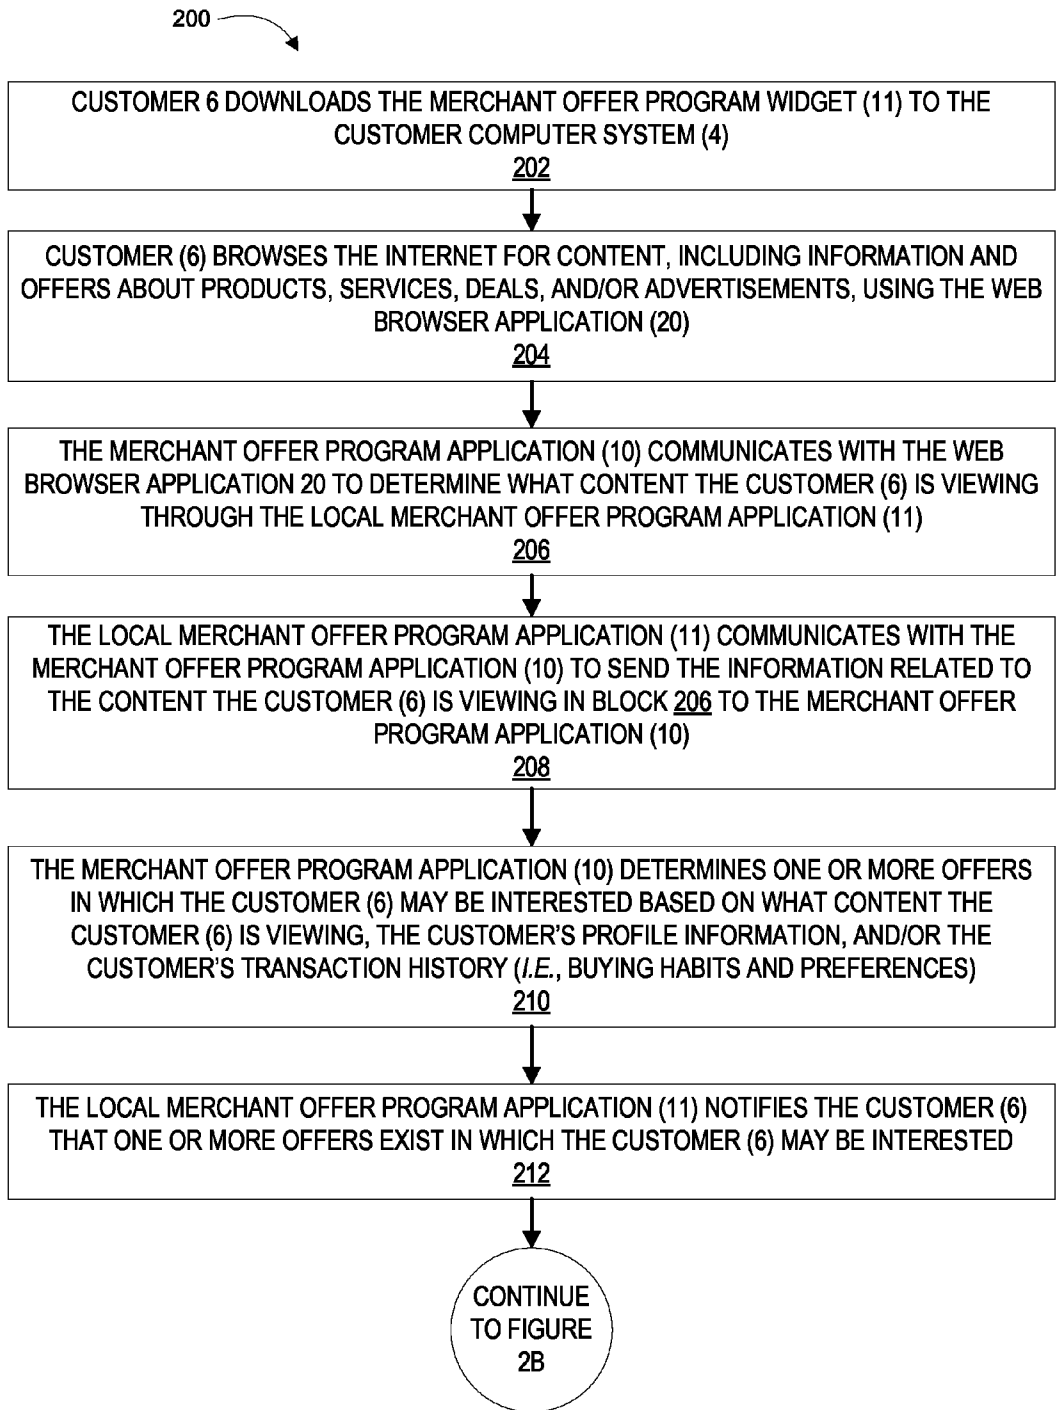 200
CUSTOMER 6 DOWNLOADS THE MERCHANT OFFER PROGRAM WIDGET (11) TO THE
CUSTOMER COMPUTER SYSTEM (4)
202
CUSTOMER (6) BROWSES THE INTERNET FOR CONTENT, INCLUDING INFORMATION AND
OFFERS ABOUT PRODUCTS, SERVICES, DEALS, AND/OR ADVERTISEMENTS, USING THE WEB
BROWSER APPLICATION (20)
204
THE MERCHANT OFFER PROGRAM APPLICATION (10) COMMUNICATES WITH THE WEB
BROWSER APPLICATION 20 TO DETERMINE WHAT CONTENT THE CUSTOMER (6) IS VIEWING
THROUGH THE LOCAL MERCHANT OFFER PROGRAM APPLICATION (11)
206
THE LOCAL MERCHANT OFFER PROGRAM APPLICATION (11) COMMUNICATES WITH THE
MERCHANT OFFER PROGRAM APPLICATION (10) TO SEND THE INFORMATION RELATED TO
THE CONTENT THE CUSTOMER (6) IS VIEWING IN BLOCK 206 TO THE MERCHANT OFFER
PROGRAM APPLICATION (10)
208
THE MERCHANT OFFER PROGRAM APPLICATION (10) DETERMINES ONE OR MORE OFFERS
IN WHICH THE CUSTOMER (6) MAY BE INTERESTED BASED ON WHAT CONTENT THE
CUSTOMER (6) IS VIEWING, THE CUSTOMER'S PROFILE INFORMATION, AND/OR THE
CUSTOMER'S TRANSACTION HISTORY (I.E., BUYING HABITS AND PREFERENCES)
210
THE LOCAL MERCHANT OFFER PROGRAM APPLICATION (11) NOTIFIES THE CUSTOMER (6)
THAT ONE OR MORE OFFERS EXIST IN WHICH THE CUSTOMER (6) MAY BE INTERESTED
212
CONTINUE
TO FIGURE
2B